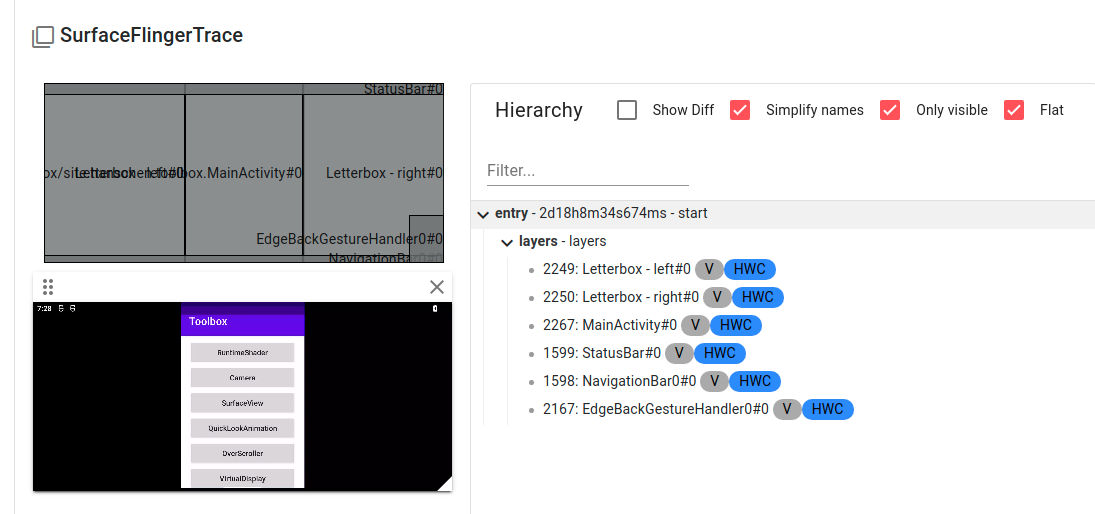 SurfaceFlingerTrace
StatusBar#0
Letterbox - left#0
MainActivity#0
Letterbox - right#0
EdgeBackGestureHandler0#0
NavigationBar0#0
7:28
Toolbox
RuntimeShader
Camera
SurfaceView
QuickLookAnimation
OverScroller
VirtualDisplay
Hierarchy Show Diff Simplify names Only visible Flat
Filter...
entry - 2d18h8m34s674ms - start
layers - layers
2249: Letterbox - left#0 V HWC
2250: Letterbox - right#0 V HWC
2267: MainActivity#0 V HWC
1599: StatusBar#0 V HWC
1598: NavigationBar0#0 V HWC
2167: EdgeBackGestureHandler0#0 V HWC